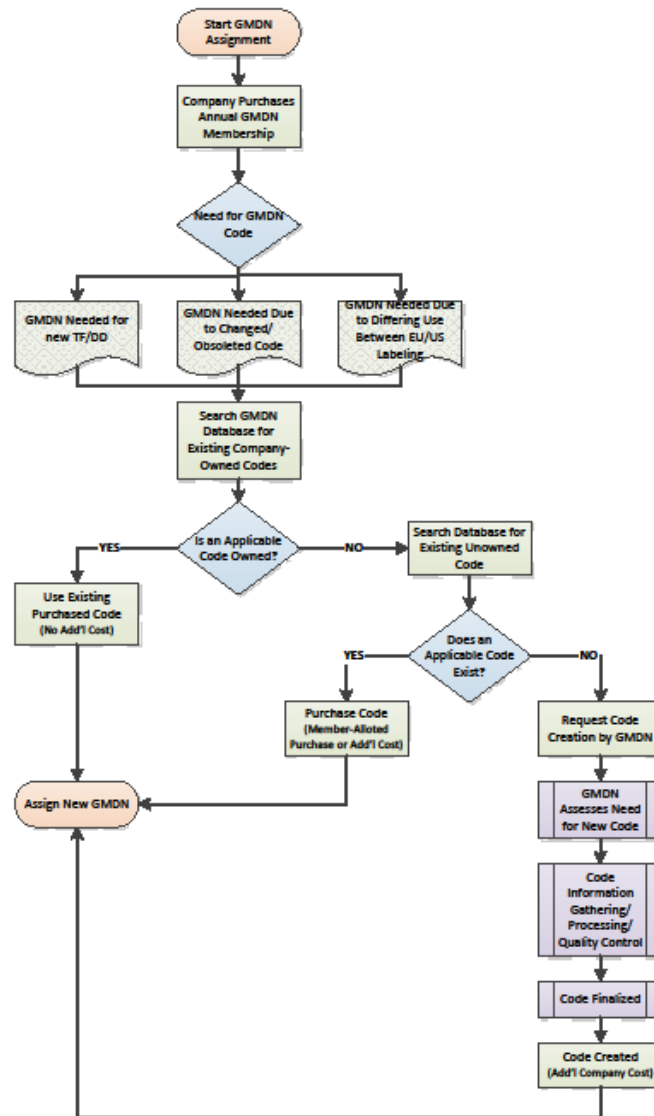 Start GMDN
Assignment
Company Purchases
Annual GMDN
Membership
Need for GMDN
Code
GMDN Needed for
new TF/DD
GMDN Needed Due
to Changed/
Obsoleted Code
GMDN Needed Due
to Differing Use
Between EU/US
Labeling
Search GMDN
Database for
Existing Company-
Owned Codes
Is an Applicable
Code Owned?
YES
NO
Search Database for
Existing Unowned
Code
Use Existing
Purchased Code
(No Add'l Cost)
Does an
Applicable Code
Exist?
YES
NO
Purchase Code
(Member-Alloted
Purchase or Add'l Cost)
Request Code
Creation by GMDN
Assign New GMDN
GMDN
Assesses Need
for New Code
Code
Information
Gathering/
Processing/
Quality Control
Code Finalized
Code Created
(Add'l Company Cost)